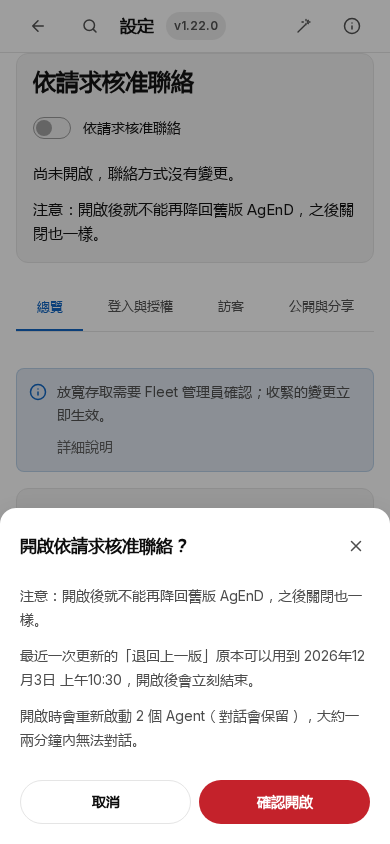 設定 v1.22.0
依請求核准聯絡
依請求核准聯絡
尚未開啟，聯絡方式沒有變更。
注意：開啟後就不能再降回舊版 AgEnD，之後關
閉也一樣。
總覽 登入與授權 訪客 公開與分享
放寬存取需要 Fleet 管理員確認；收緊的變更立
即生效。
詳細說明
開啟依請求核准聯絡？
注意：開啟後就不能再降回舊版 AgEnD，之後關閉也一
樣。
最近一次更新的「退回上一版」原本可以用到 2026年12
月3日 上午10:30，開啟後會立刻結束。
開啟時會重新啟動 2 個 Agent（對話會保留），大約一
兩分鐘內無法對話。
取消 確認開啟